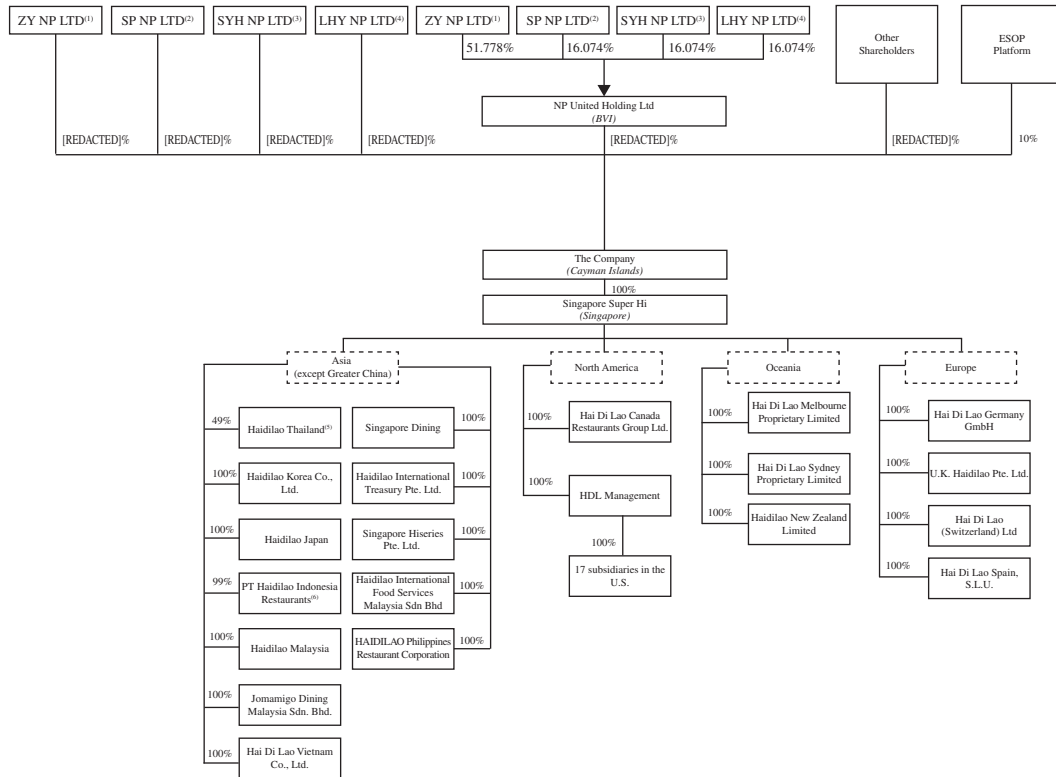 ZY NP LTD(1)
SP NP LTD(2)
SYH NP LTD(3)
LHY NP LTD(4)
ZY NP LTD(1)
SP NP LTD(2)
SYH NP LTD(3)
LHY NP LTD(4)
Other
Shareholders
ESOP
Platform
51.778%
16.074%
16.074%
16.074%
NP United Holding Ltd
(BVI)
[REDACTED]%
[REDACTED]%
[REDACTED]%
[REDACTED]%
[REDACTED]%
[REDACTED]%
10%
The Company
(Cayman Islands)
100%
Singapore Super Hi
(Singapore)
Asia
(except Greater China)
North America
Oceania
Europe
49%
Haidilao Thailand(5)
100%
Haidilao Korea Co.,
Ltd.
100%
Haidilao Japan
99%
PT Haidilao Indonesia
Restaurants(6)
100%
Haidilao Malaysia
100%
Jomamigo Dining
Malaysia Sdn. Bhd.
100%
Hai Di Lao Vietnam
Co., Ltd.
Singapore Dining
100%
Haidilao International
Treasury Pte. Ltd.
100%
Singapore Hiseries
Pte. Ltd.
100%
Haidilao International
Food Services
Malaysia Sdn Bhd
100%
HAIDILAO Philippines
Restaurant Corporation
100%
100%
Hai Di Lao Canada
Restaurants Group Ltd.
100%
HDL Management
100%
17 subsidiaries in the
U.S.
100%
Hai Di Lao Melbourne
Proprietary Limited
100%
Hai Di Lao Sydney
Proprietary Limited
100%
Haidilao New Zealand
Limited
100%
Hai Di Lao Germany
GmbH
100%
U.K. Haidilao Pte. Ltd.
100%
Hai Di Lao
(Switzerland) Ltd
100%
Hai Di Lao Spain,
S.L.U.